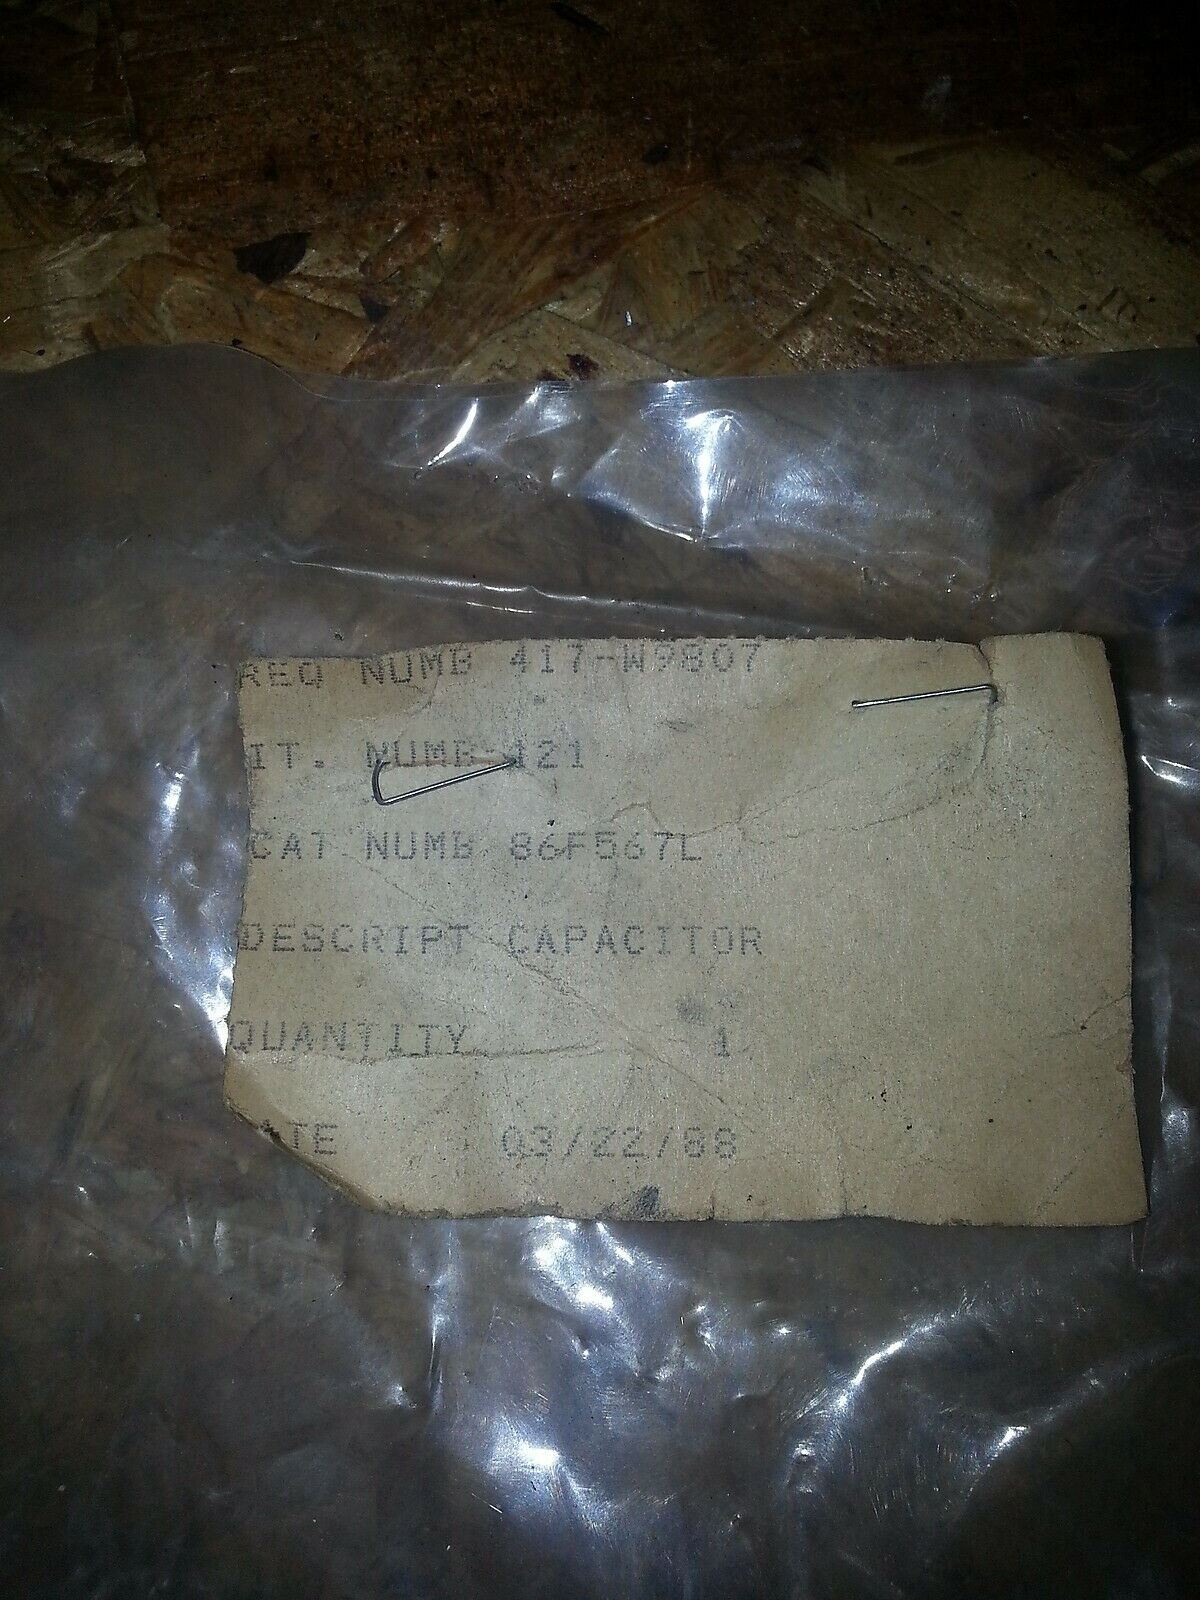 REQ NUMB 417-W9807
IT. NUMB 121
CAT NUMB 86F567L
DESCRIPT CAPACITOR
QUANTITY 1
ATE 03/22/88